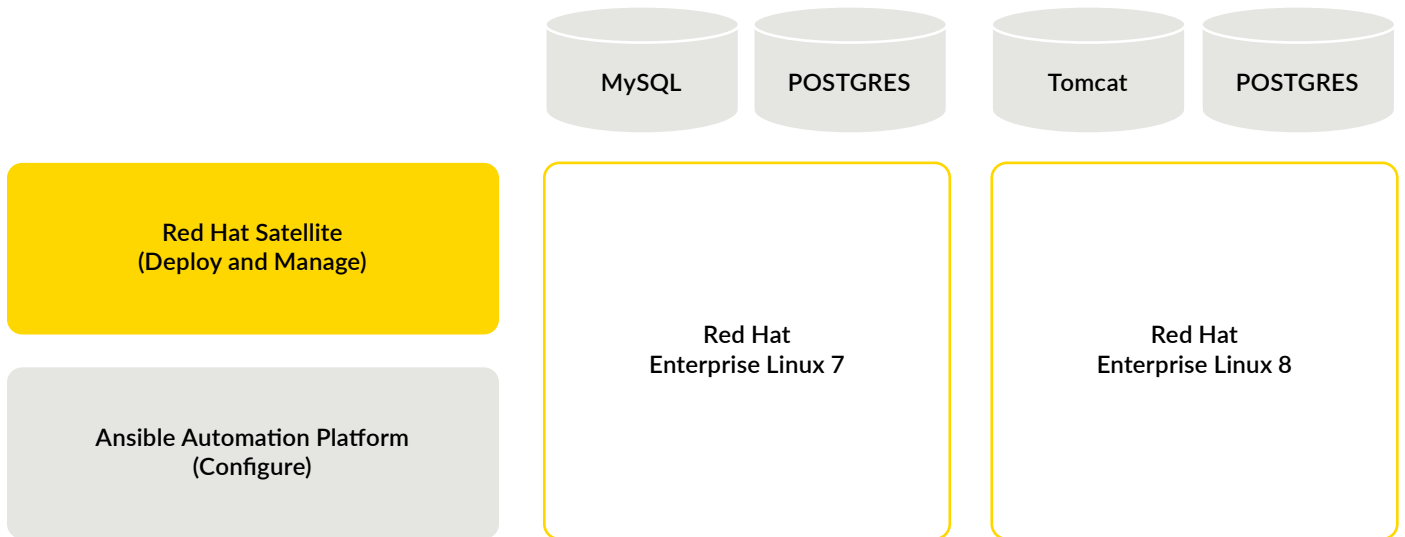 MySQL
POSTGRES
Tomcat
POSTGRES
Red Hat Satellite
(Deploy and Manage)
Ansible Automation Platform
(Configure)
Red Hat
Enterprise Linux 7
Red Hat
Enterprise Linux 8